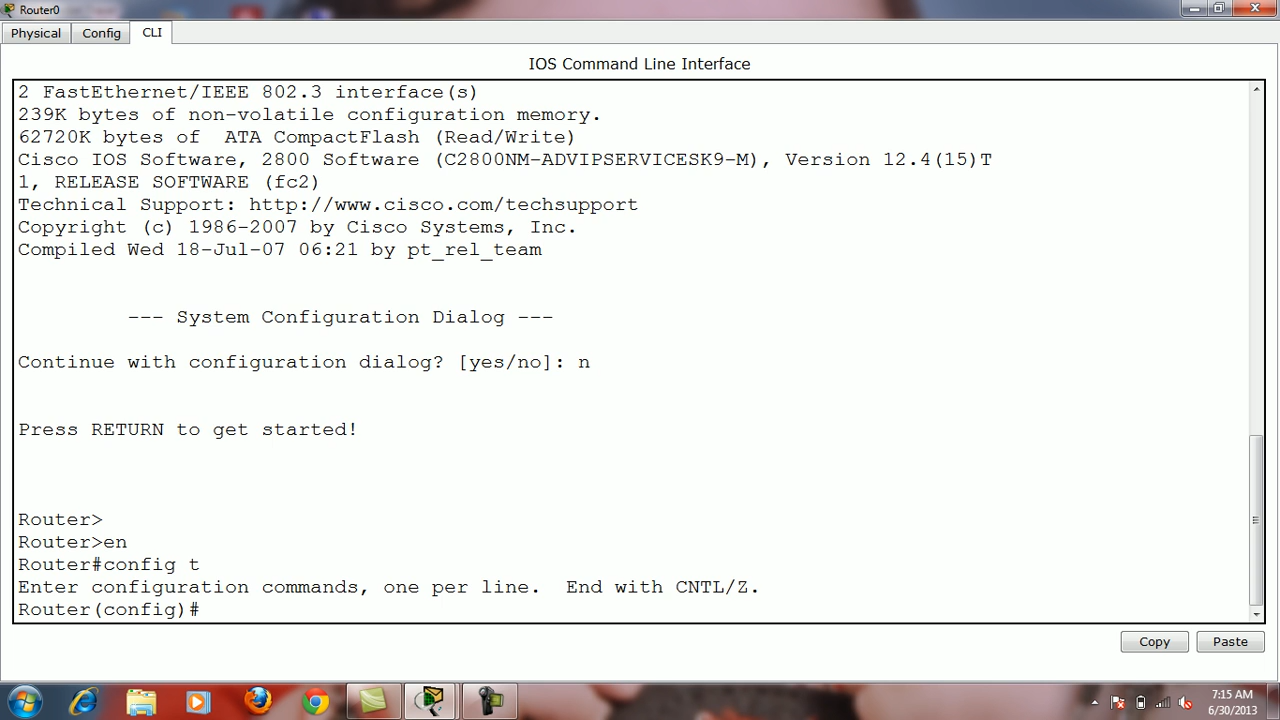 Router0
Physical Config CLI
IOS Command Line Interface
2 FastEthernet/IEEE 802.3 interface(s)
239K bytes of non-volatile configuration memory.
62720K bytes of  ATA CompactFlash (Read/Write)
Cisco IOS Software, 2800 Software (C2800NM-ADVIPSERVICESK9-M), Version 12.4(15)T
1, RELEASE SOFTWARE (fc2)
Technical Support: http://www.cisco.com/techsupport
Copyright (c) 1986-2007 by Cisco Systems, Inc.
Compiled Wed 18-Jul-07 06:21 by pt_rel_team
--- System Configuration Dialog ---
Continue with configuration dialog? [yes/no]: n
Press RETURN to get started!
Router>
Router>en
Router#config t
Enter configuration commands, one per line.  End with CNTL/Z.
Router(config)#
Copy Paste
7:15 AM
6/30/2013